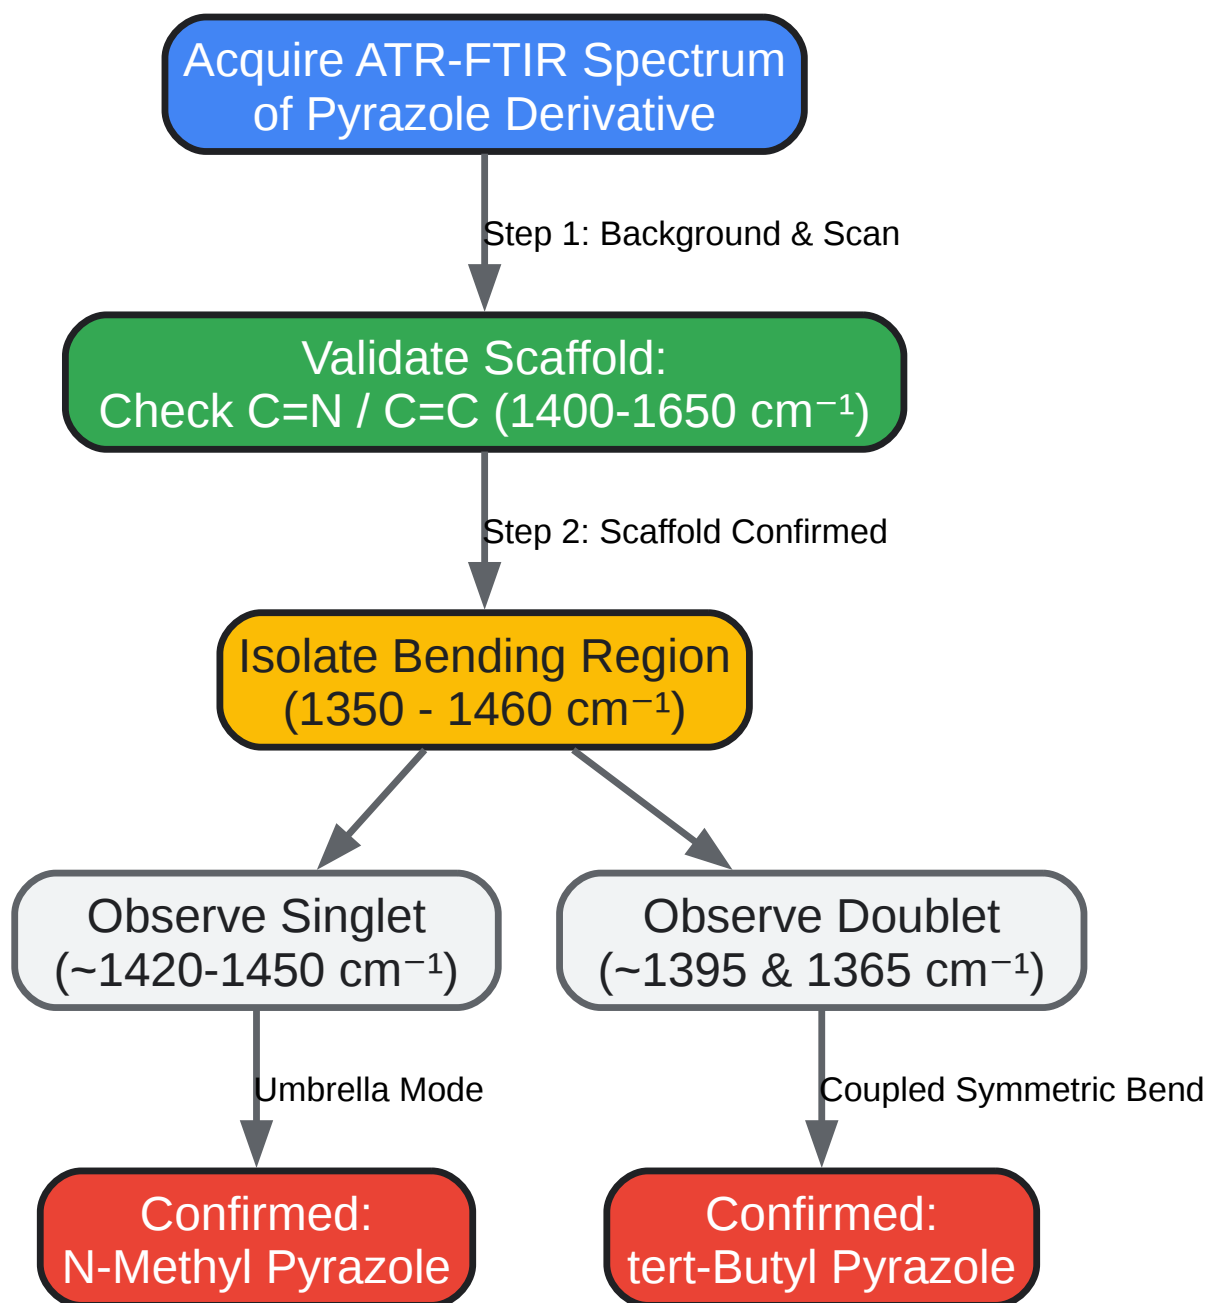 Acquire ATR-FTIR Spectrum
of Pyrazole Derivative
Step 1: Background & Scan
Validate Scaffold:
Check C=N / C=C (1400-1650 cm⁻¹)
Step 2: Scaffold Confirmed
Isolate Bending Region
(1350 - 1460 cm⁻¹)
Observe Singlet
(~1420-1450 cm⁻¹)
Observe Doublet
(~1395 & 1365 cm⁻¹)
Umbrella Mode
Coupled Symmetric Bend
Confirmed:
N-Methyl Pyrazole
Confirmed:
tert-Butyl Pyrazole